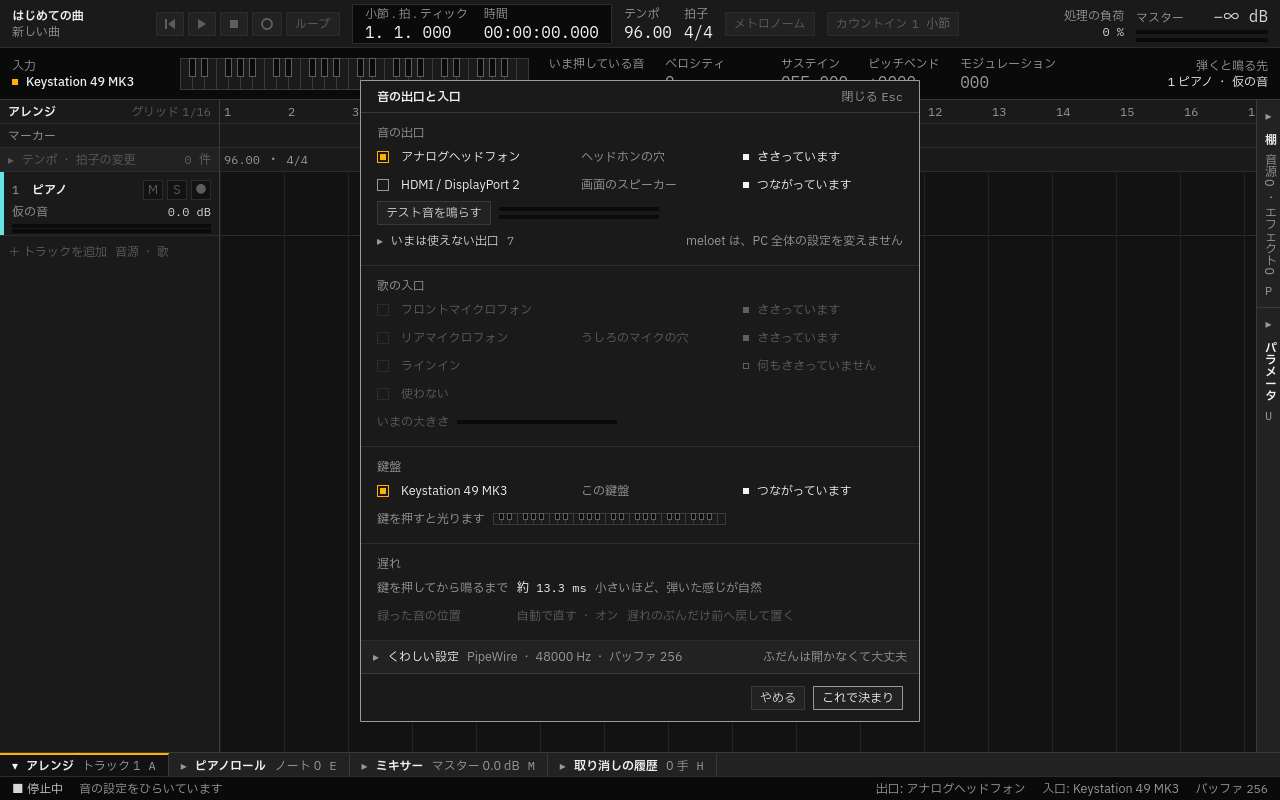 はじめての曲
新しい曲
ループ
小節 . 拍 . ティック 時間
1. 1. 000 00:00:00.000
テンポ 拍子
96.00 4/4
メトロノーム
カウントイン 1 小節
処理の負荷
0 %
マスター -∞ dB
入力
Keystation 49 MK3
いま押している音 ベロシティ サステイン ピッチベンド モジュレーション
000
弾くと鳴る先
1 ピアノ ・ 仮の音
アレンジ グリッド 1/16
1 2 3 12 13 14 15 16
マーカー
▸ テンポ ・ 拍子の変更 0 件
96.00 ・ 4/4
1 ピアノ M S
仮の音 0.0 dB
＋トラックを追加 音源 ・ 歌
音の出口と入口 閉じる Esc
音の出口
アナログヘッドフォン ヘッドホンの穴 ささっています
HDMI / DisplayPort 2 画面のスピーカー つながっています
テスト音を鳴らす
▸ いまは使えない出口 7 meloet は、PC 全体の設定を変えません
歌の入口
フロントマイクロフォン ささっています
リアマイクロフォン うしろのマイクの穴 ささっています
ラインイン 何もささっていません
使わない
いまの大きさ
鍵盤
Keystation 49 MK3 この鍵盤 つながっています
鍵を押すと光ります
遅れ
鍵を押してから鳴るまで 約 13.3 ms 小さいほど、弾いた感じが自然
録った音の位置 自動で直す ・ オン 遅れのぶんだけ前へ戻して置く
▸ くわしい設定 PipeWire ・ 48000 Hz ・ バッファ 256 ふだんは開かなくて大丈夫
やめる これで決まり
▸ 棚 音源 0 ・ エフェクト 0 P
▸ パラメータ U
▾ アレンジ トラック 1 A
▸ ピアノロール ノート 0 E
▸ ミキサー マスター 0.0 dB M
▸ 取り消しの履歴 0 手 H
■ 停止中 音の設定をひらいています
出口: アナログヘッドフォン 入口: Keystation 49 MK3 バッファ 256